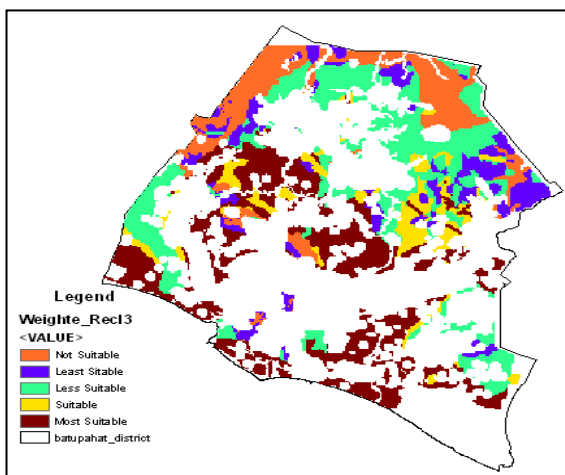 Legend
Weighte_Recl3
<VALUE>
Not Suitable
Least Sitable
Less Suitable
Suitable
Most Suitable
batupahat_district